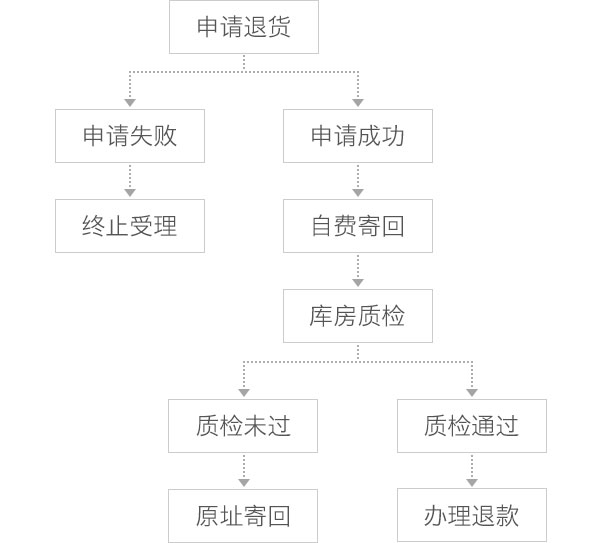 申请退货
申请失败
申请成功
终止受理
自费寄回
库房质检
质检未过
质检通过
原址寄回
办理退款